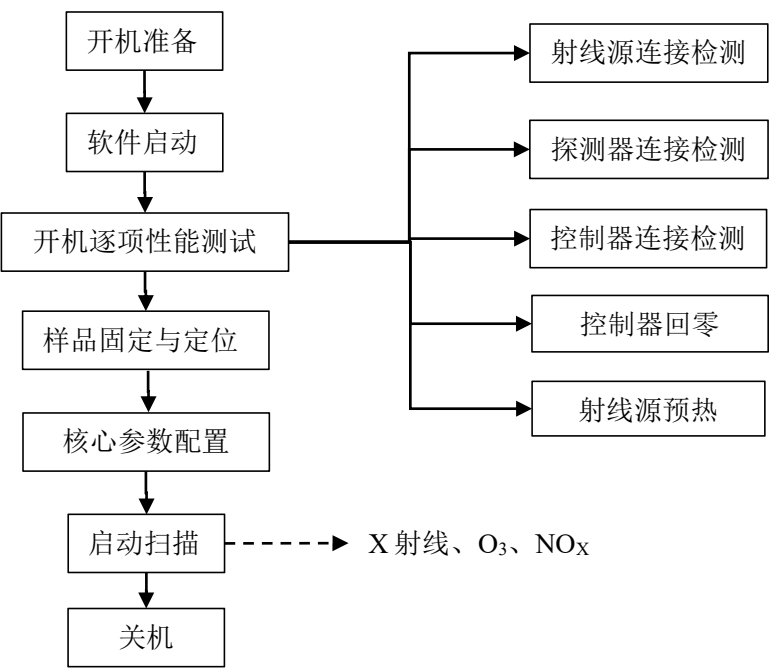 开机准备
软件启动
开机逐项性能测试
样品固定与定位
核心参数配置
启动扫描
X 射线、O₃、NOX
关机
射线源连接检测
探测器连接检测
控制器连接检测
控制器回零
射线源预热